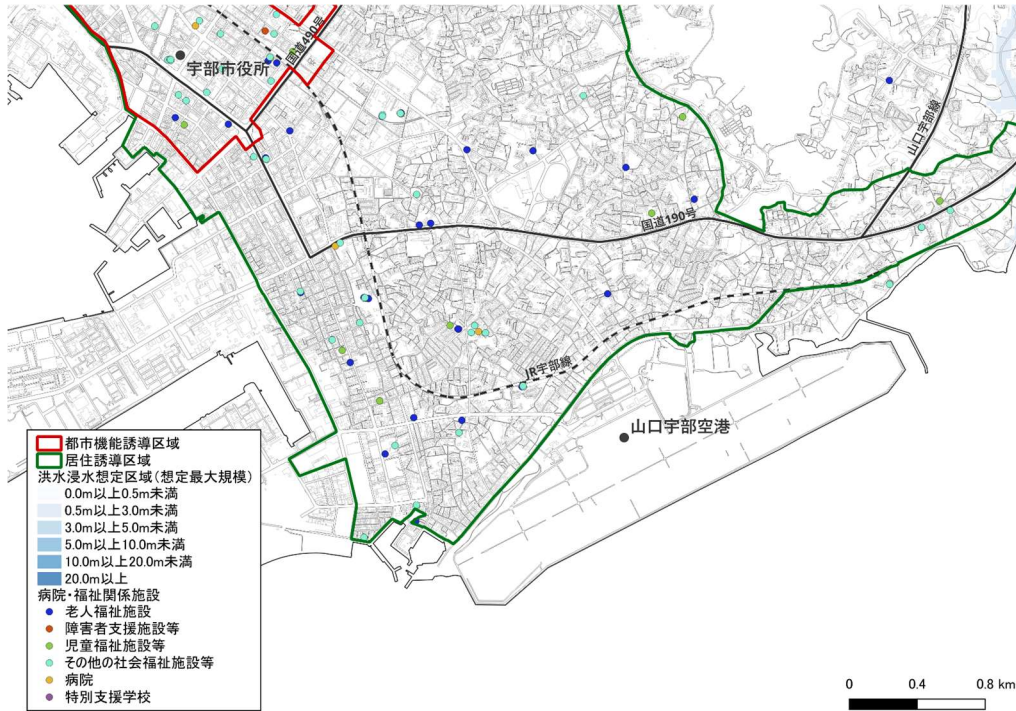 国道490号
宇部市役所
山口宇部線
国道190号
JR宇部線
山口宇部空港
都市機能誘導区域
居住誘導区域
洪水浸水想定区域(想定最大規模)
0.0m以上0.5m未満
0.5m以上3.0m未満
3.0m以上5.0m未満
5.0m以上10.0m未満
10.0m以上20.0m未満
20.0m以上
病院・福祉関係施設
老人福祉施設
障害者支援施設等
児童福祉施設等
その他の社会福祉施設等
病院
特別支援学校
0 0.4 0.8 km